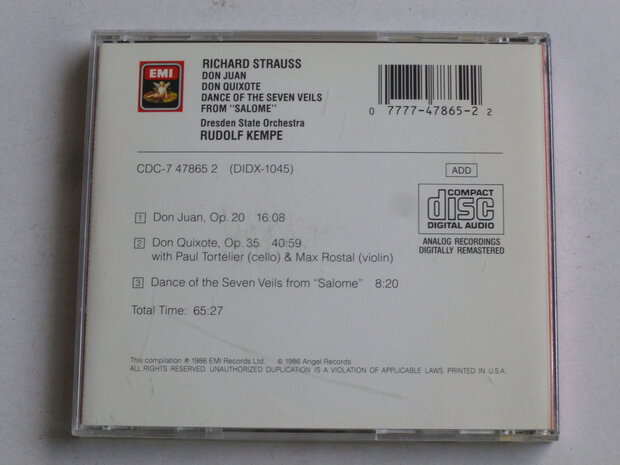 EMI
RICHARD STRAUSS
DON JUAN
DON QUIXOTE
DANCE OF THE SEVEN VEILS
FROM "SALOME"
Dresden State Orchestra
RUDOLF KEMPE
0 7777-47865-2 2
CDC-7 47865 2 (DIDX-1045)
ADD
COMPACT
disc
DIGITAL AUDIO
ANALOG RECORDINGS
DIGITALLY REMASTERED
1 Don Juan, Op. 20 16:08
2 Don Quixote, Op. 35 40:59
with Paul Tortelier (cello) & Max Rostal (violin)
3 Dance of the Seven Veils from "Salome" 8:20
Total Time: 65:27
This compilation ℗ 1986 EMI Records Ltd. © 1986 Angel Records
ALL RIGHTS RESERVED. UNAUTHORIZED DUPLICATION IS A VIOLATION OF APPLICABLE LAWS. PRINTED IN U.S.A.